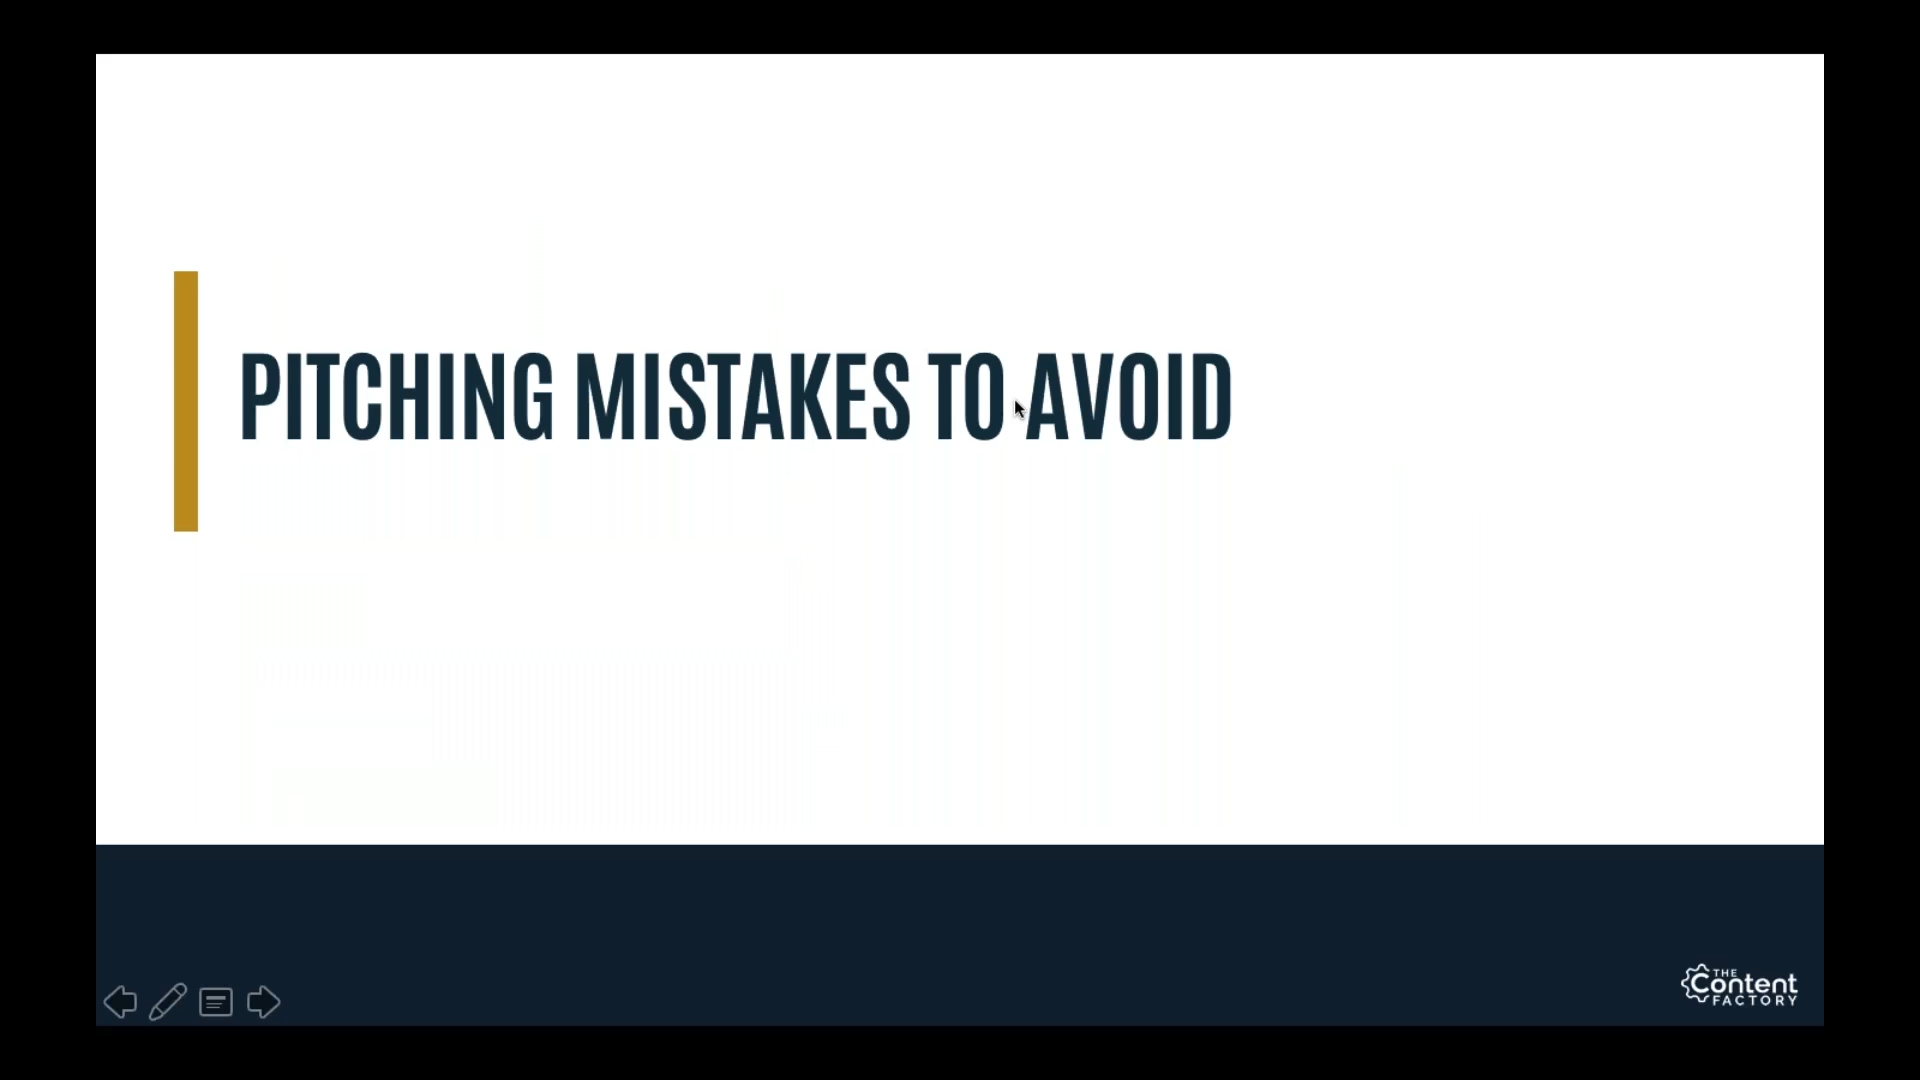 PITCHING MISTAKES TO AVOID
THE
Content
FACTORY